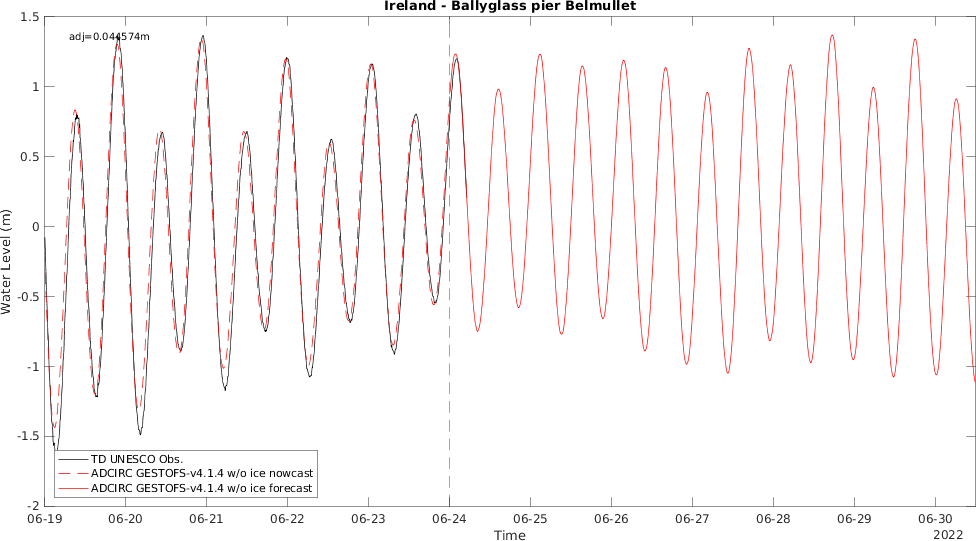 Ireland - Ballyglass pier Belmullet
adj=0.044574m
1.5
1
0.5
0
-0.5
-1
-1.5
-2
Water Level (m)
TD UNESCO Obs.
ADCIRC GESTOFS-v4.1.4 w/o ice nowcast
ADCIRC GESTOFS-v4.1.4 w/o ice forecast
06-19 06-20 06-21 06-22 06-23 06-24 06-25 06-26 06-27 06-28 06-29 06-30
Time
2022